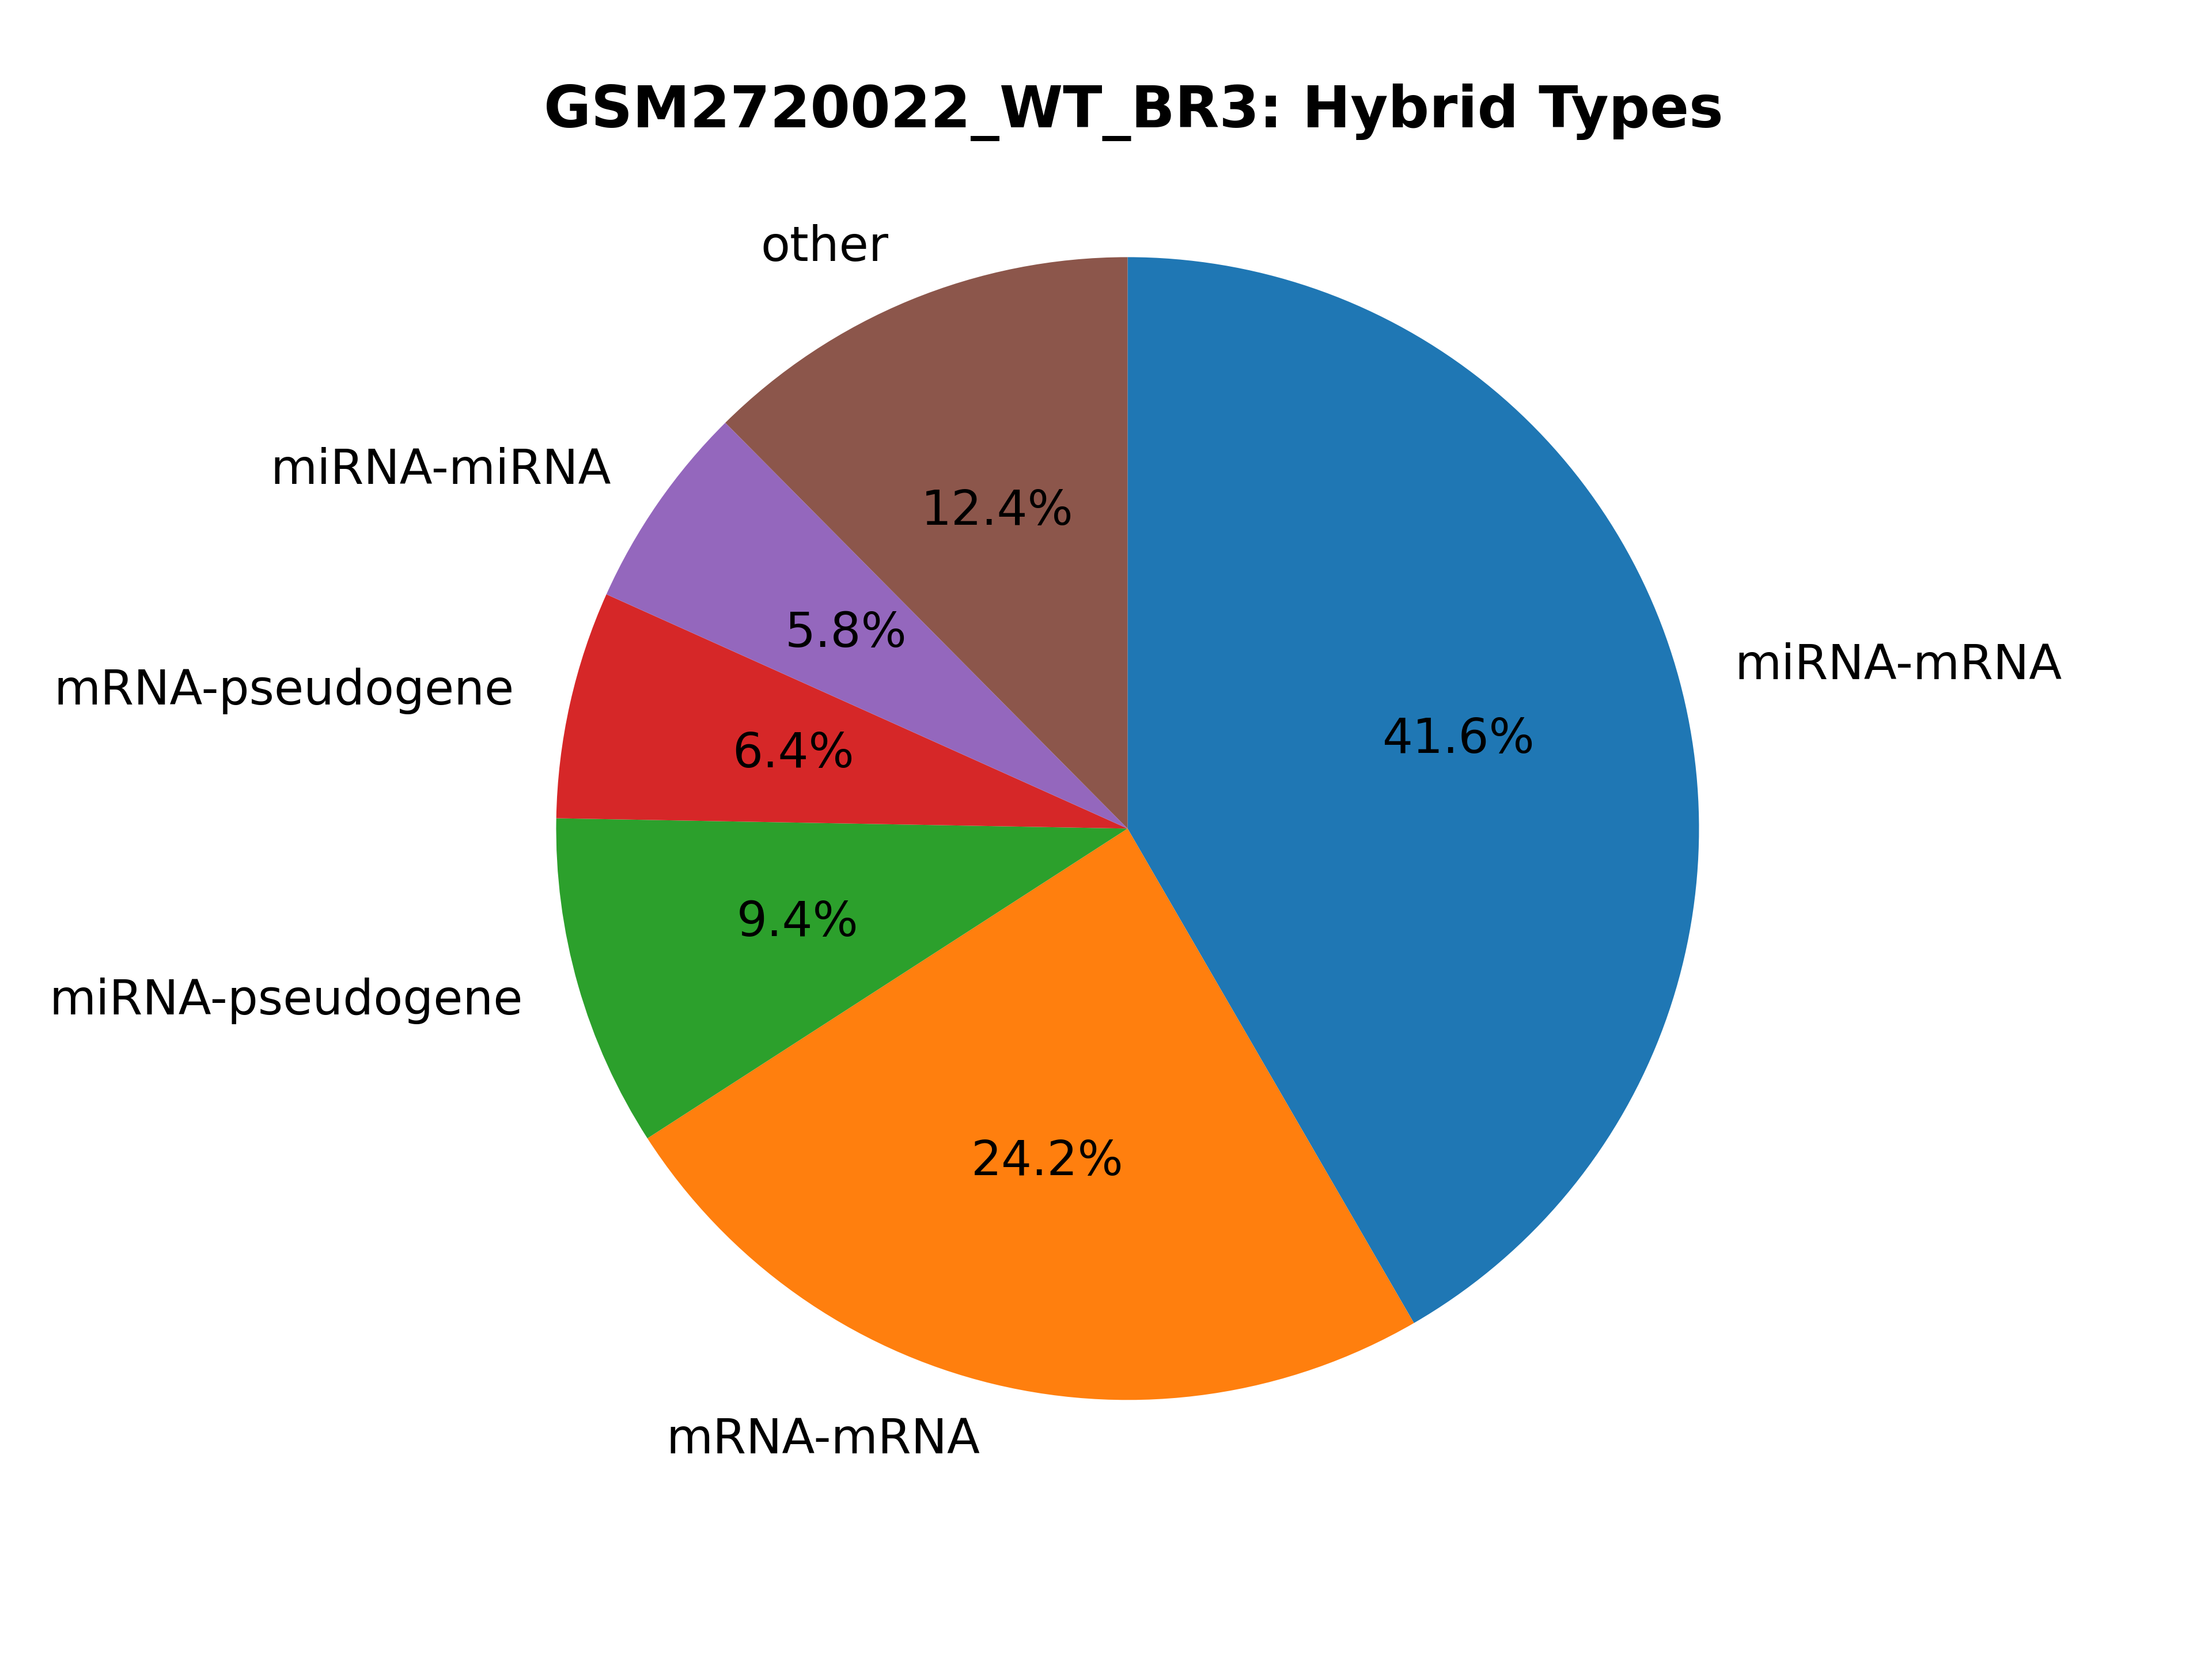 GSM2720022_WT_BR3: Hybrid Types
other
miRNA-miRNA
12.4%
5.8%
miRNA-mRNA
mRNA-pseudogene
41.6%
6.4%
9.4%
miRNA-pseudogene
24.2%
mRNA-mRNA